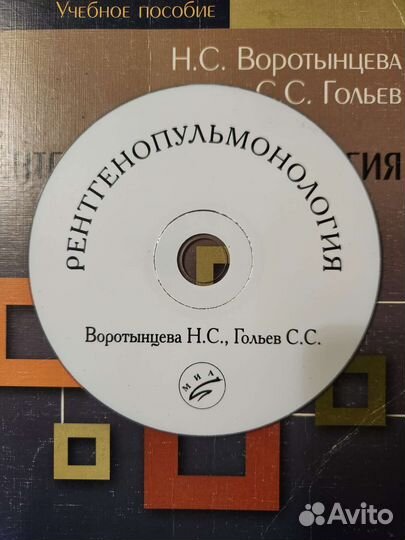 Учебное пособие
Н.С. Воротынцева
С.С. Гольев
РЕНТГЕНОПУЛЬМОНОЛОГИЯ
Воротынцева Н.С., Гольев С.С.
МИА
Avito